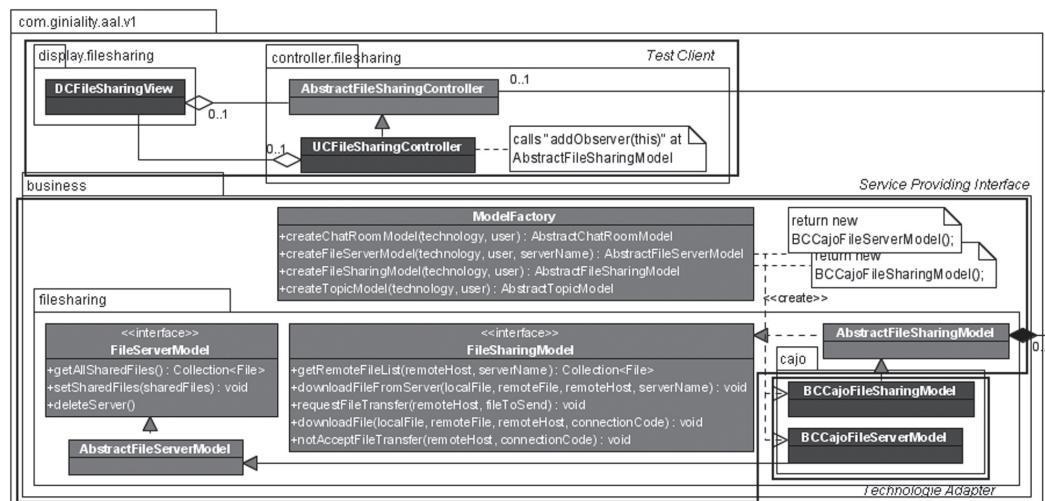 com.giniality.aal.v1
display.filesharing
controller.filesharing
Test Client
DCFileSharingView
AbstractFileSharingController
0..1
0..1
0..1
UCFileSharingController
calls "addObserver(this)" at
AbstractFileSharingModel
business
Service Providing Interface
ModelFactory
+createChatRoomModel(technology, user) : AbstractChatRoomModel
+createFileServerModel(technology, user, serverName) : AbstractFileServerModel
+createFileSharingModel(technology, user) : AbstractFileSharingModel
+createTopicModel(technology, user) : AbstractTopicModel
return new
BCCajoFileServerModel();
return new
BCCajoFileSharingModel();
<<create>>
filesharing
<<interface>>
FileServerModel
+getAllSharedFiles() : Collection<File>
+setSharedFiles(sharedFiles) : void
+deleteServer()
<<interface>>
FileSharingModel
+getRemoteFileList(remoteHost, serverName) : Collection<File>
+downloadFileFromServer(localFile, remoteFile, remoteHost, serverName) : void
+requestFileTransfer(remoteHost, fileToSend) : void
+downloadFile(localFile, remoteFile, remoteHost, connectionCode) : void
+notAcceptFileTransfer(remoteHost, connectionCode) : void
AbstractFileSharingModel
0..
cajo
BCCajoFileSharingModel
BCCajoFileServerModel
AbstractFileServerModel
Technologie Adapter